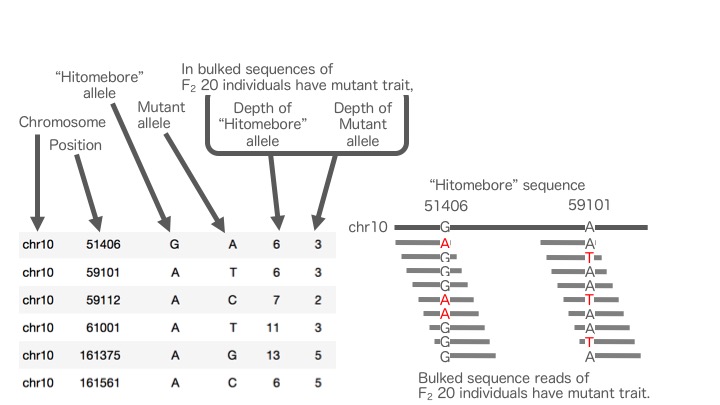 In bulked sequences of
F₂ 20 individuals have mutant trait,
“Hitomebore”
allele
Mutant
allele
Depth of
“Hitomebore”
allele
Depth of
Mutant
allele
Chromosome
Position
chr10 51406 G A 6 3
chr10 59101 A T 6 3
chr10 59112 A C 7 2
chr10 61001 A T 11 3
chr10 161375 A G 13 5
chr10 161561 A C 6 5
“Hitomebore” sequence
51406 59101
chr10 G A
A A
G T
G A
G A
A T
A A
G A
G T
G A
Bulked sequence reads of
F₂ 20 individuals have mutant trait.